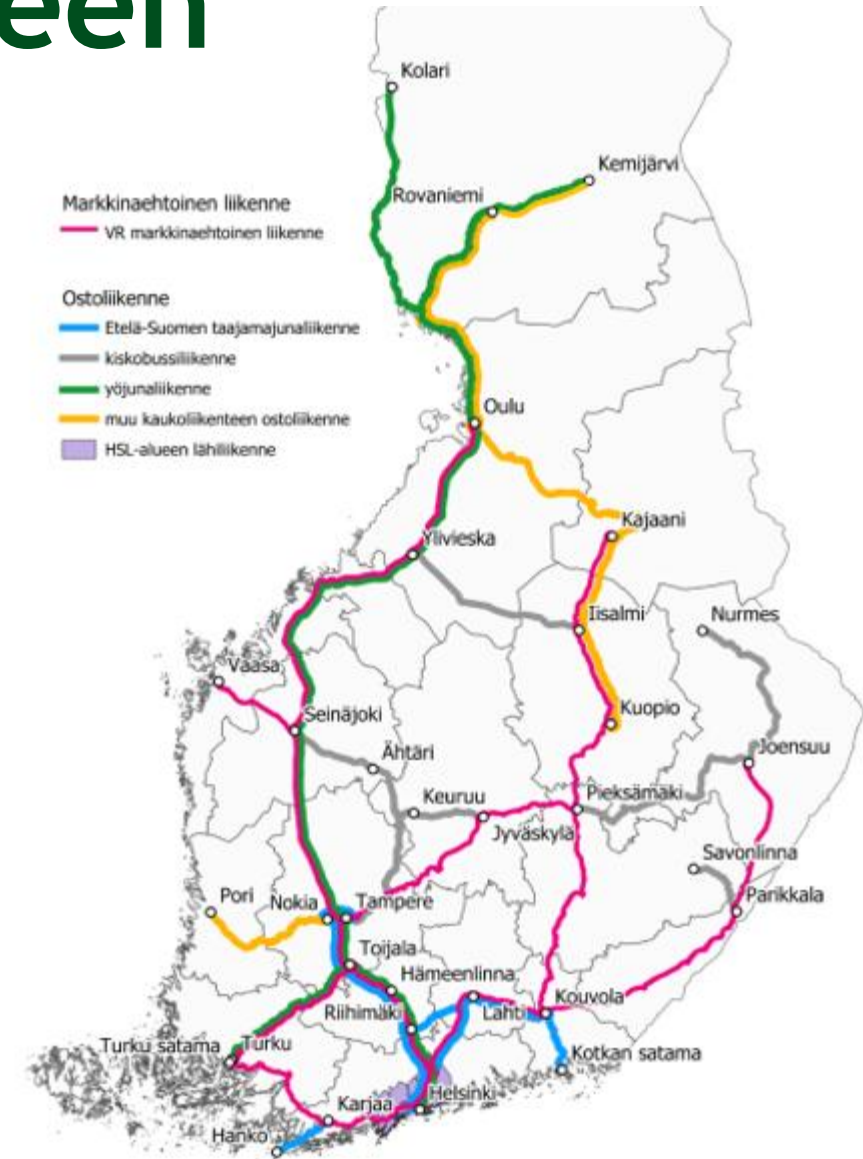 een
Kolari
Kemijärvi
Rovaniemi
Markkinaehtoinen liikenne
VR markkinaehtoinen liikenne
Ostoliikenne
Etelä-Suomen taajamajunaliikenne
kiskobussiliikenne
yöjunaliikenne
muu kaukoliikenteen ostoliikenne
HSL-alueen lähiliikenne
Oulu
Kajaani
Ylivieska
Iisalmi
Nurmes
Vaasa
Seinäjoki
Kuopio
Ähtäri
Joensuu
Keuruu
Pieksämäki
Jyväskylä
Savonlinna
Pori
Nokia
Tampere
Parikkala
Toijala
Hämeenlinna
Riihimäki
Lahti
Kouvola
Turku satama
Turku
Kotkan satama
Karjaa
Helsinki
Hanko